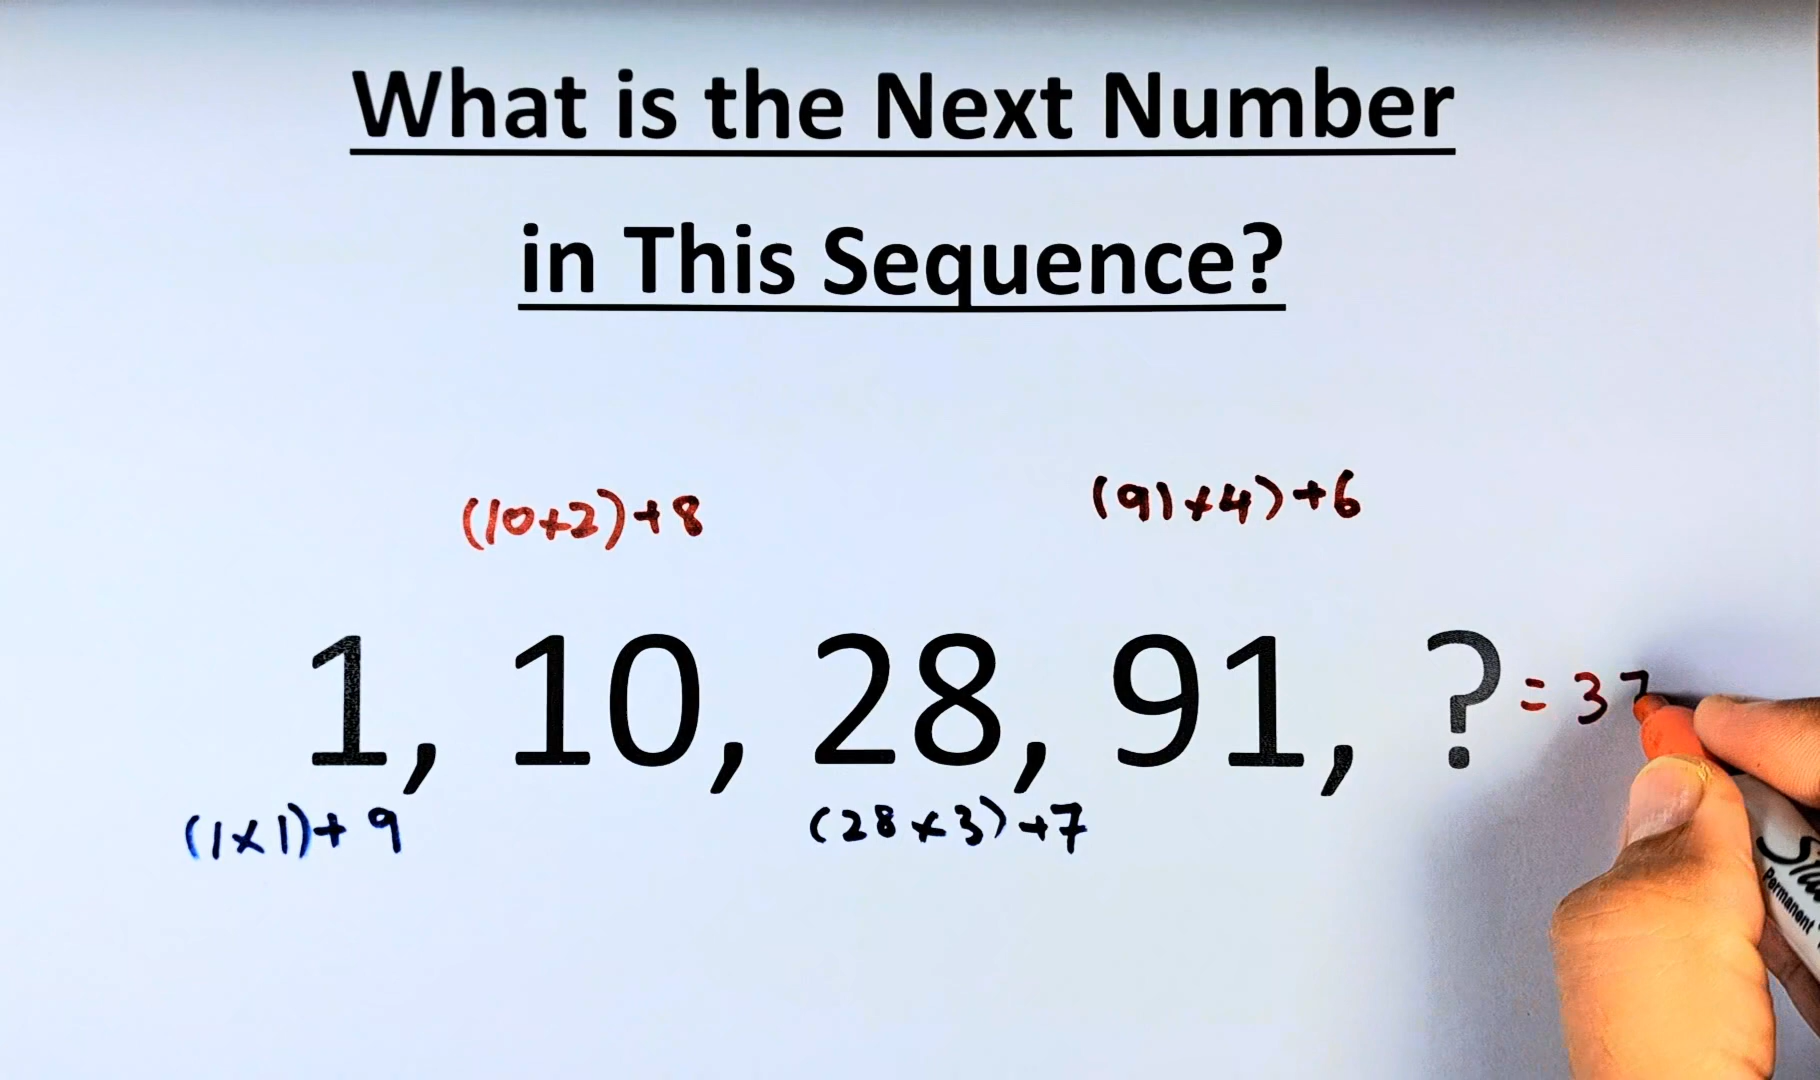 What is the Next Number
in This Sequence?
(10+2)+8
(91×4)+6
1, 10, 28, 91, ? = 37
(1×1)+9
(28×3)+7
Permanent